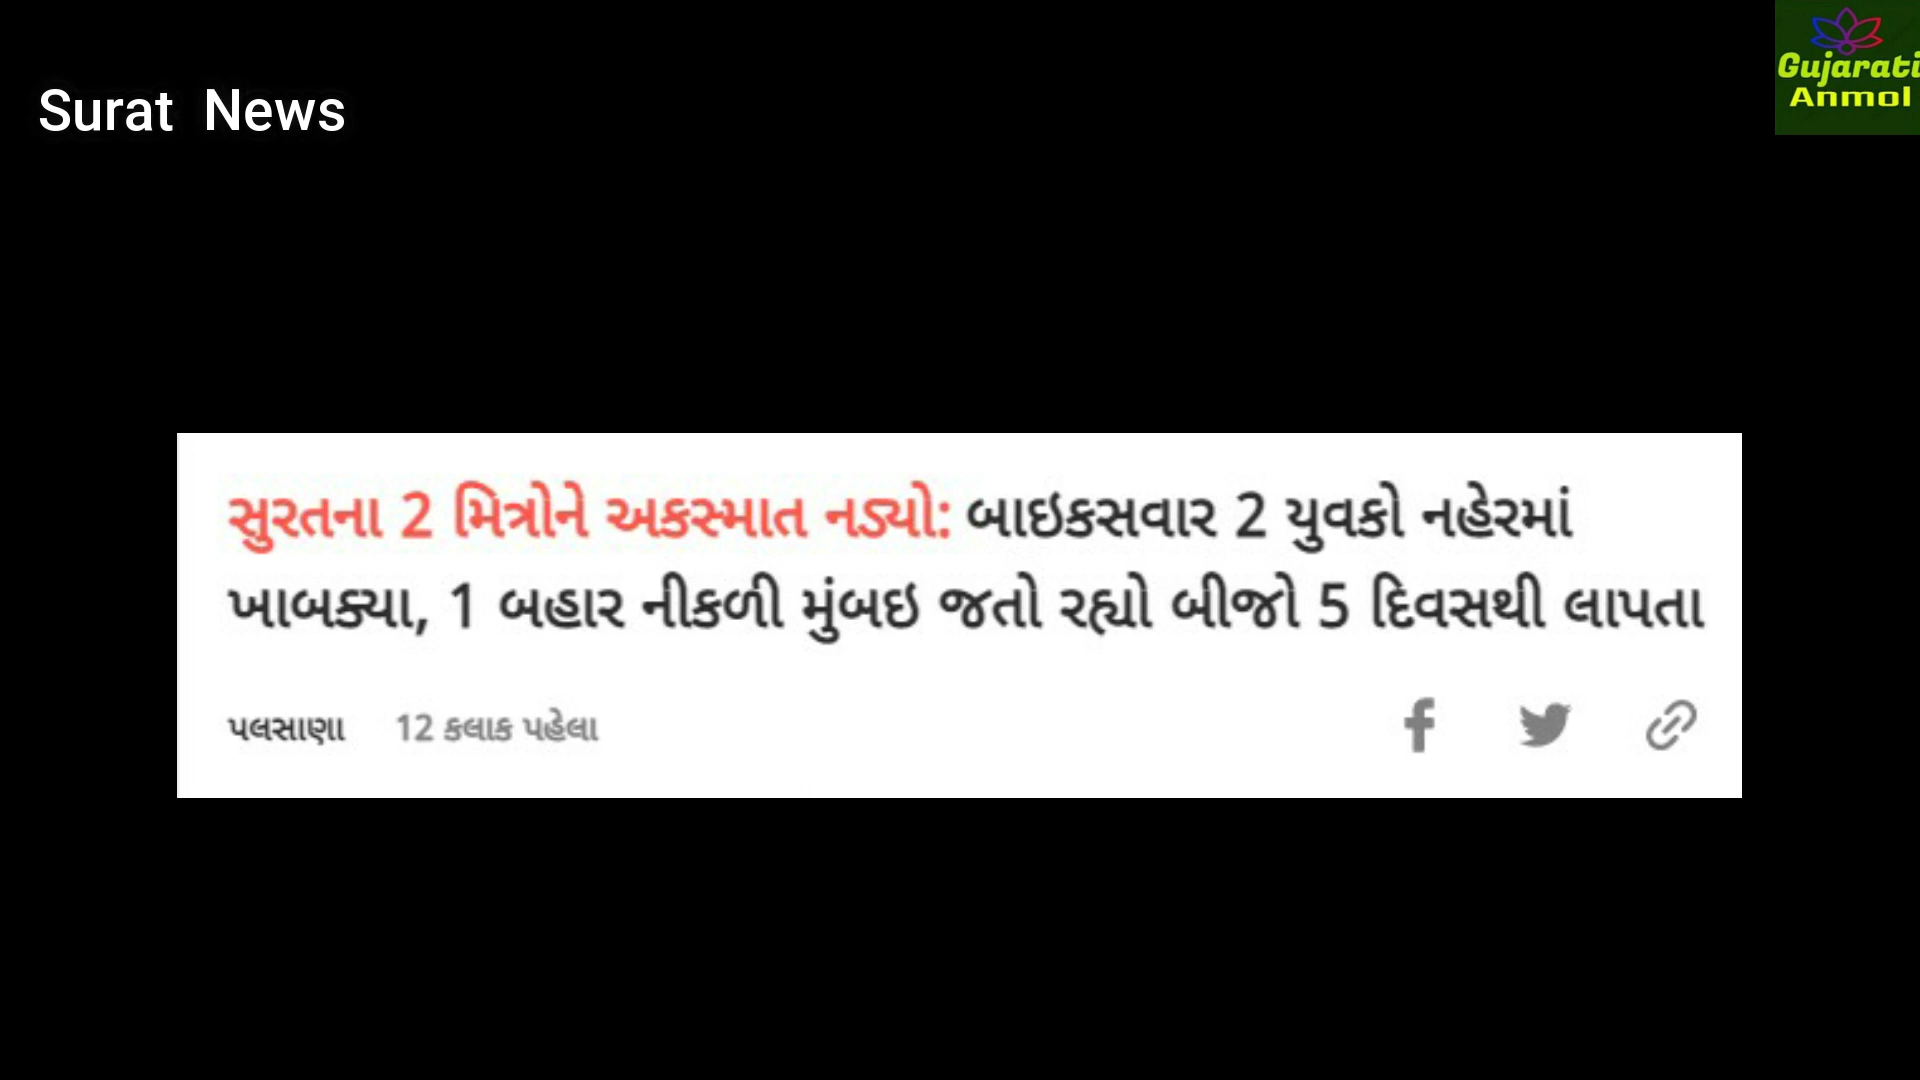 Gujarati
Anmol
Surat News
સુરતના 2 મિત્રોને અકસ્માત નડ્યો: બાઇકસવાર 2 યુવકો નહેરમાં
ખાબક્યા, 1 બહાર નીકળી મુંબઇ જતો રહ્યો બીજો 5 દિવસથી લાપતા
પલસાણા 12 કલાક પહેલા